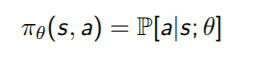 π_θ(s, a) = ℙ[a|s; θ]